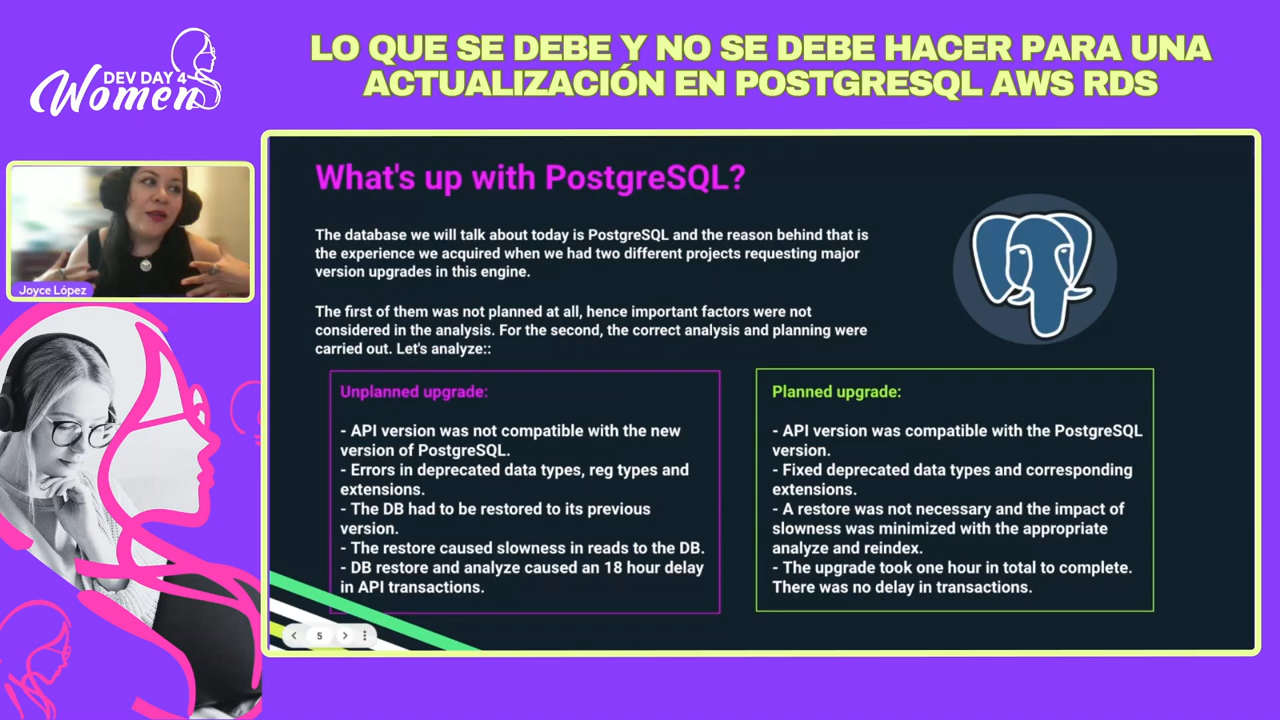 DEV DAY 4
Women
LO QUE SE DEBE Y NO SE DEBE HACER PARA UNA
ACTUALIZACIÓN EN POSTGRESQL AWS RDS
Joyce López
What's up with PostgreSQL?
The database we will talk about today is PostgreSQL and the reason behind that is
the experience we acquired when we had two different projects requesting major
version upgrades in this engine.
The first of them was not planned at all, hence important factors were not
considered in the analysis. For the second, the correct analysis and planning were
carried out. Let's analyze::
Unplanned upgrade:
- API version was not compatible with the new
version of PostgreSQL.
- Errors in deprecated data types, reg types and
extensions.
- The DB had to be restored to its previous
version.
- The restore caused slowness in reads to the DB.
- DB restore and analyze caused an 18 hour delay
in API transactions.
Planned upgrade:
- API version was compatible with the PostgreSQL
version.
- Fixed deprecated data types and corresponding
extensions.
- A restore was not necessary and the impact of
slowness was minimized with the appropriate
analyze and reindex.
- The upgrade took one hour in total to complete.
There was no delay in transactions.
5